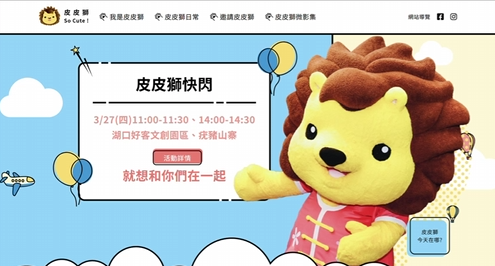 皮皮獅
So Cute !
我是皮皮獅
皮皮獅日常
邀請皮皮獅
皮皮獅微影集
網站導覽
皮皮獅快閃
3/27(四)11:00-11:30、14:00-14:30
湖口好客文創園區、疣豬山寨
活動詳情
就想和你們在一起
皮皮獅
今天在哪?